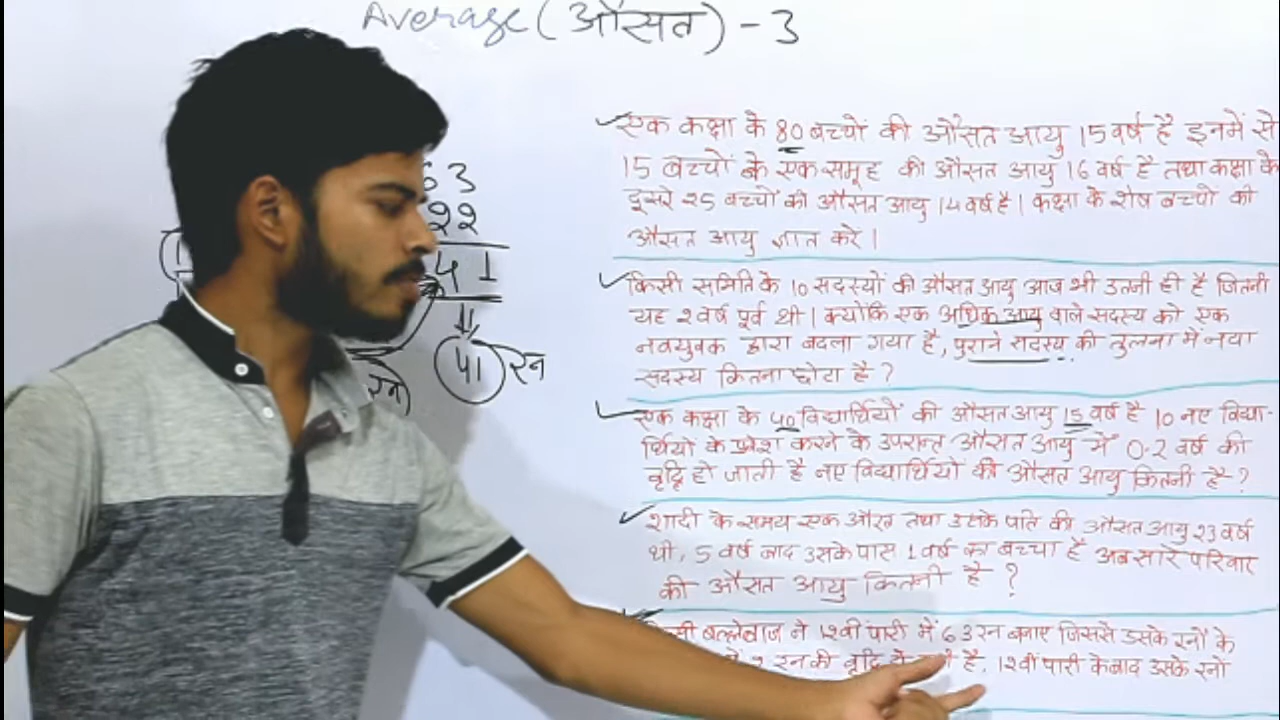 Average (औसत) - 3
63
22
41
41 रन
रन)
एक कक्षा के 80 बच्चों की औसत आयु 15 वर्ष है इनमें से
15 बच्चों के एक समूह की औसत आयु 16 वर्ष है तथा कक्षा के
दुसरे 25 बच्चों की औसत आयु 14 वर्ष है। कक्षा के शेष बच्चों की
औसत आयु ज्ञात करे।
किसी समिति के 10 सदस्यों की औसत आयु आज भी उतनी ही है जितनी
यह 2 वर्ष पूर्व थी। क्योंकि एक अधिक आयु वाले सदस्य को एक
नवयुवक द्वारा बदला गया है, पुराने सदस्य की तुलना में नया
सदस्य कितना छोटा है?
एक कक्षा के 40 विद्यार्थियों की औसत आयु 15 वर्ष है 10 नए विद्या-
र्थियों के प्रवेश करने के उपरान्त औसत आयु में 0.2 वर्ष की
वृद्दि हो जाती है नए विद्यार्थियों की औसत आयु कितनी है?
शादी के समय एक औरत तथा उसके पति की औसत आयु 23 वर्ष
थी, 5 वर्ष बाद उसके पास 1 वर्ष का बच्चा है अब सारे परिवार
की औसत आयु कितनी है?
बल्लेबाज ने 12वी पारी में 63 रन बनाए जिससे उसके रनों के
2 रन की वृद्दि है. 12वीं पारी के बाद उसके रनो